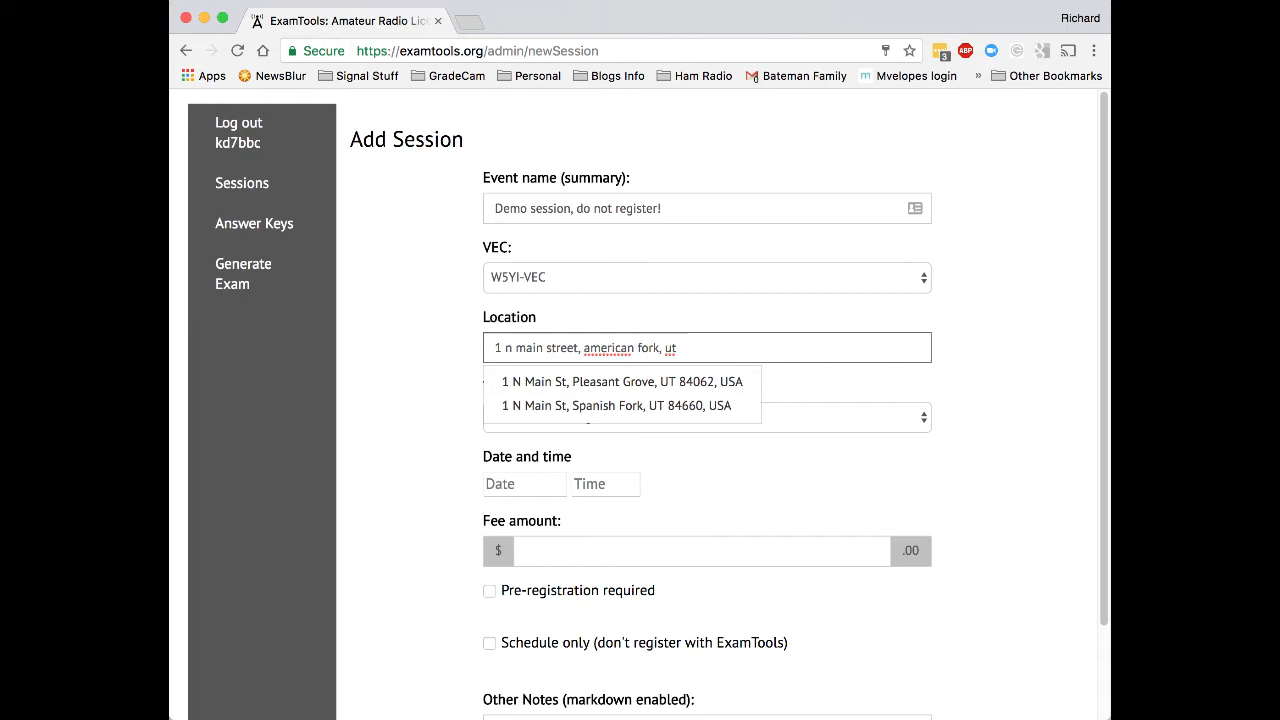 ExamTools: Amateur Radio Lic
Richard
Secure https://examtools.org/admin/newSession
3 ABP
Apps NewsBlur Signal Stuff GradeCam Personal Blogs Info Ham Radio Bateman Family Mvelopes login » Other Bookmarks
Log out
kd7bbc
Sessions
Answer Keys
Generate
Exam
Add Session
Event name (summary):
Demo session, do not register!
VEC:
W5YI-VEC
Location
1 n main street, american fork, ut
1 N Main St, Pleasant Grove, UT 84062, USA
1 N Main St, Spanish Fork, UT 84660, USA
Date and time
Date Time
Fee amount:
$ .00
Pre-registration required
Schedule only (don't register with ExamTools)
Other Notes (markdown enabled):